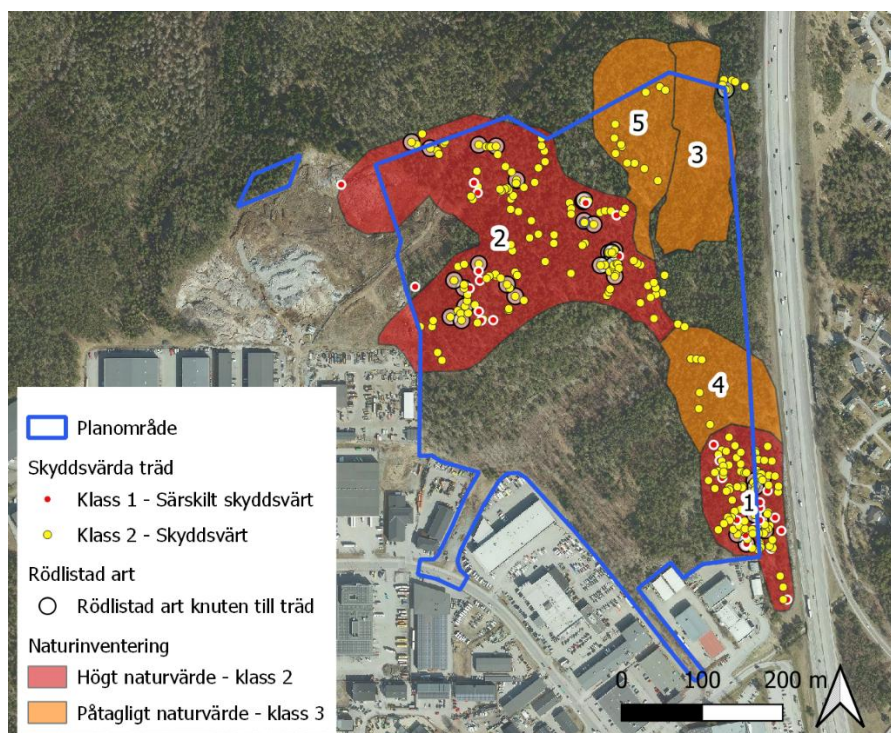 5
3
2
4
1
Planområde
Skyddsvärda träd
Klass 1 - Särskilt skyddsvärt
Klass 2 - Skyddsvärt
Rödlistad art
Rödlistad art knuten till träd
Naturinventering
Högt naturvärde - klass 2
Påtagligt naturvärde - klass 3
0 100 200 m